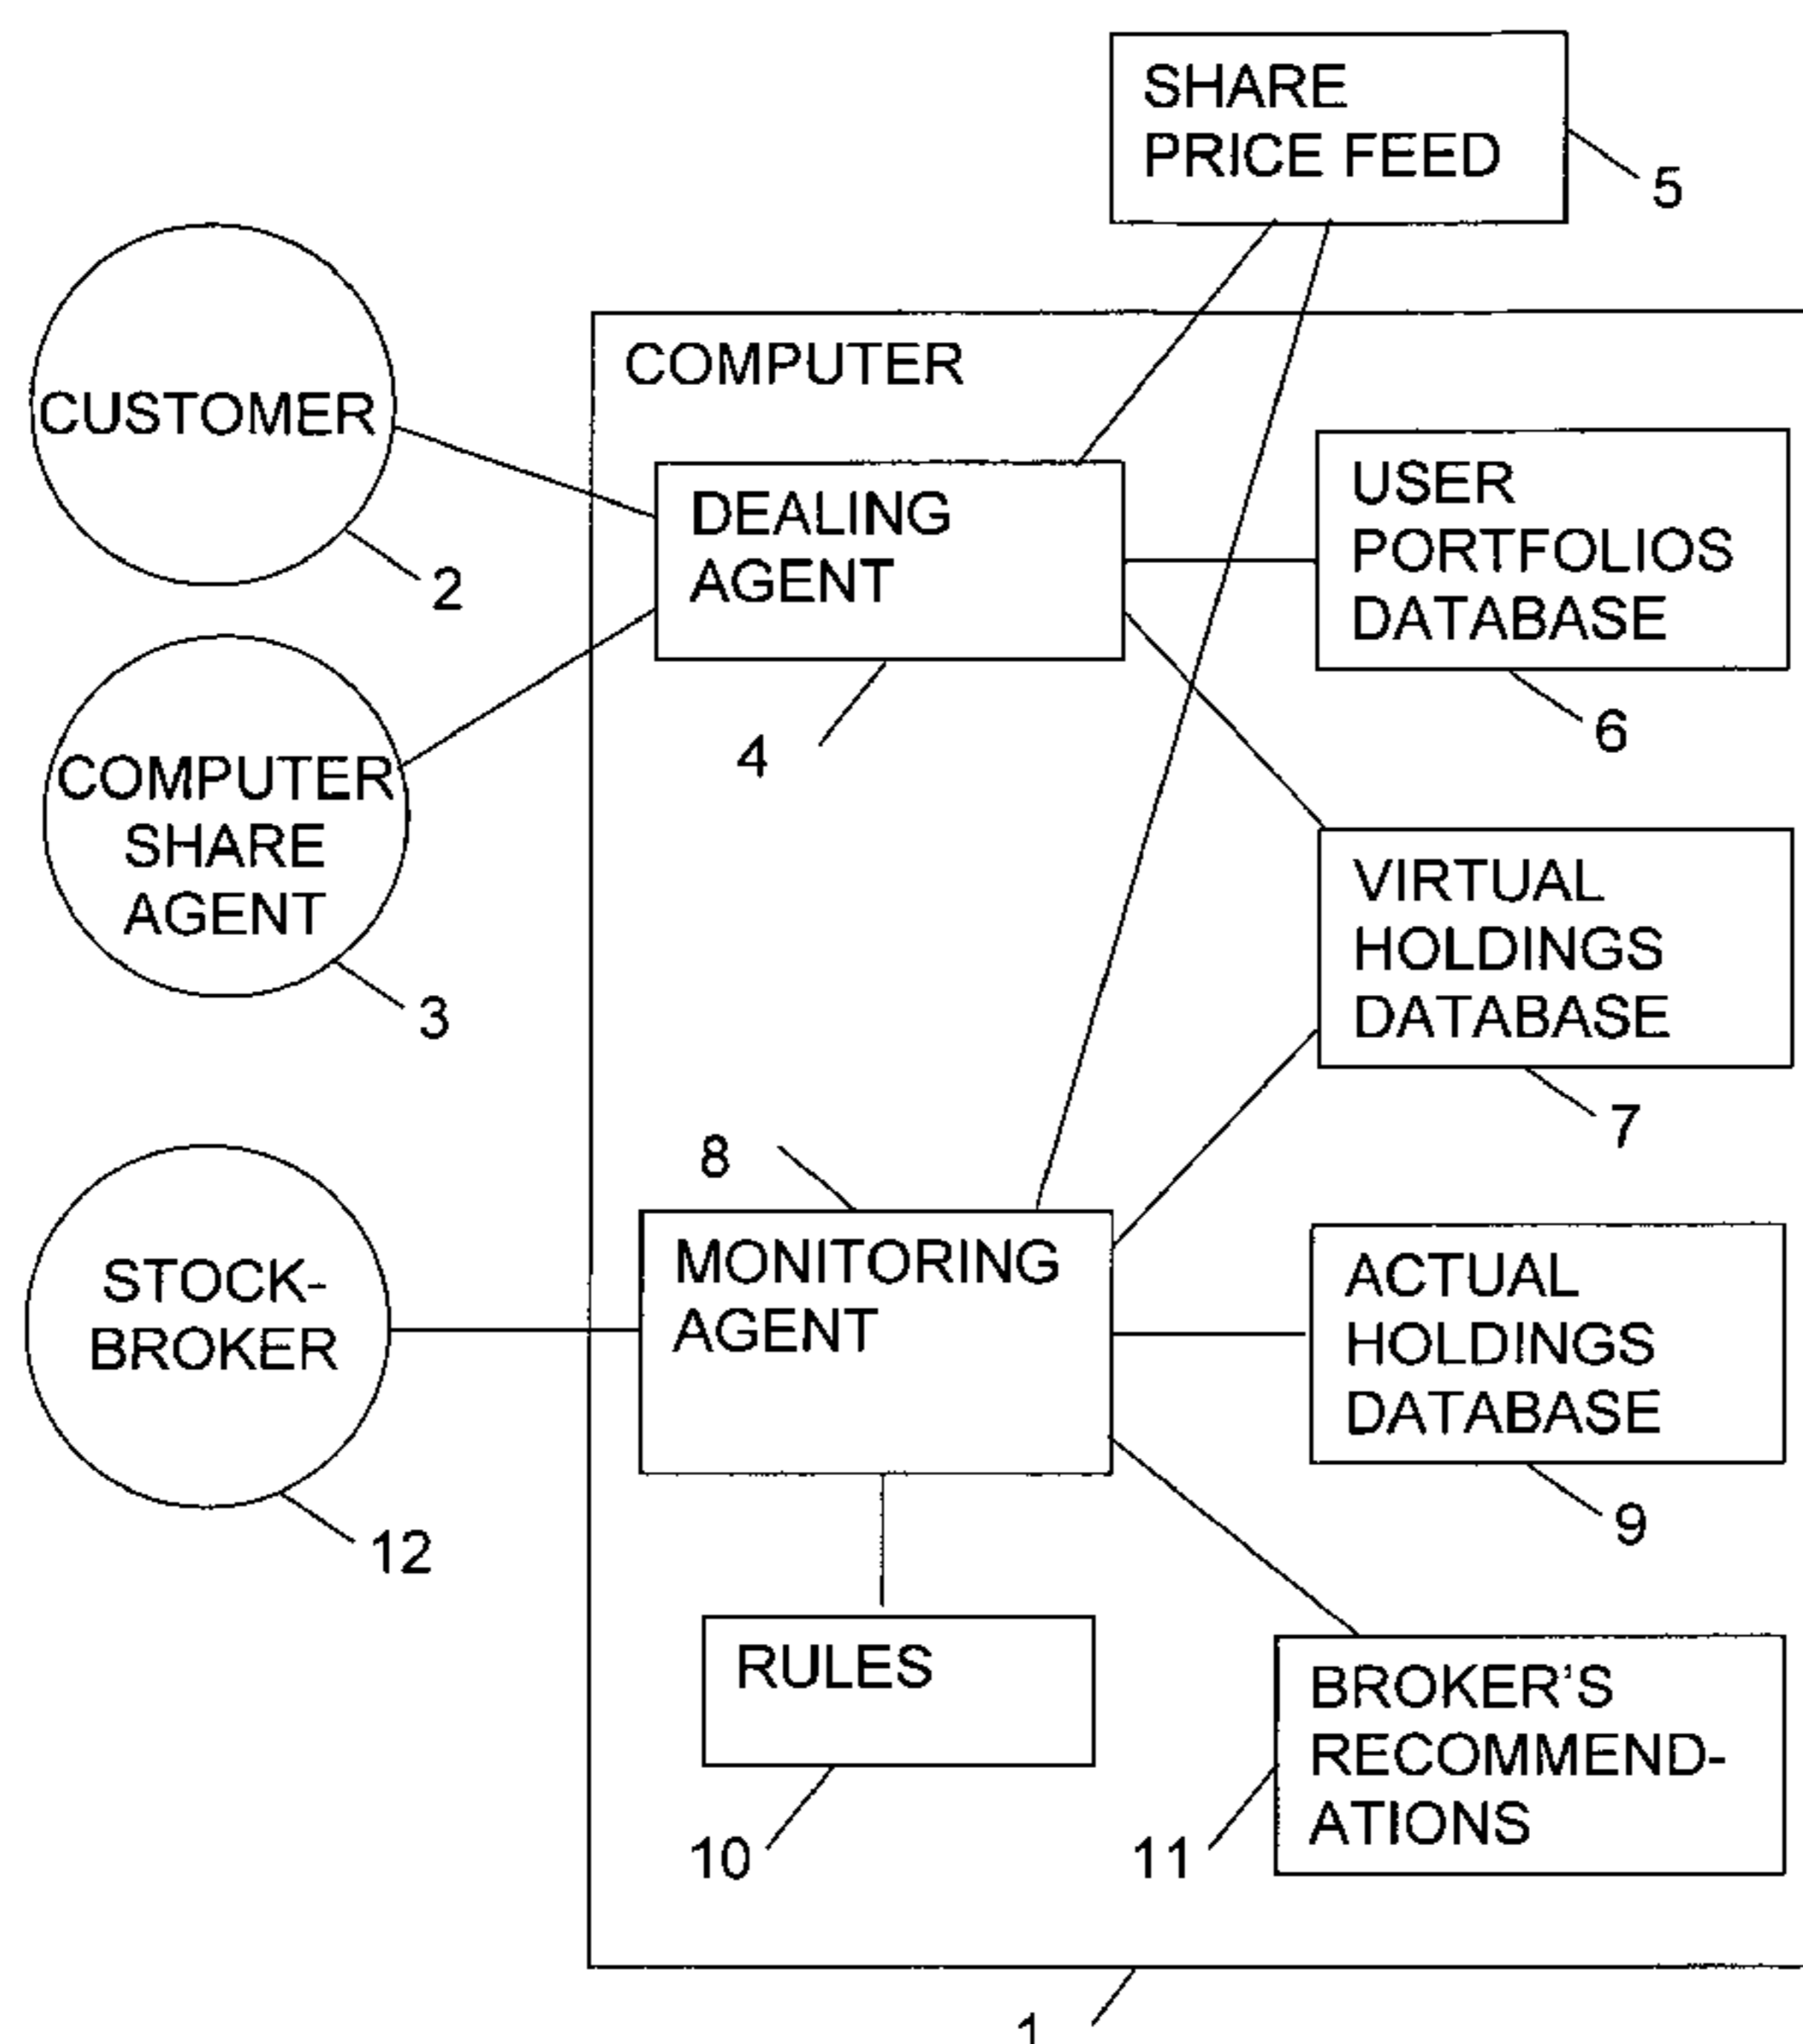 SHARE
PRICE FEED
5
CUSTOMER
2
COMPUTER
DEALING
AGENT
4
USER
PORTFOLIOS
DATABASE
6
COMPUTER
SHARE
AGENT
3
VIRTUAL
HOLDINGS
DATABASE
7
8
MONITORING
AGENT
STOCK-
BROKER
12
ACTUAL
HOLDINGS
DATABASE
9
RULES
10
BROKER'S
RECOMMEND-
ATIONS
11
1